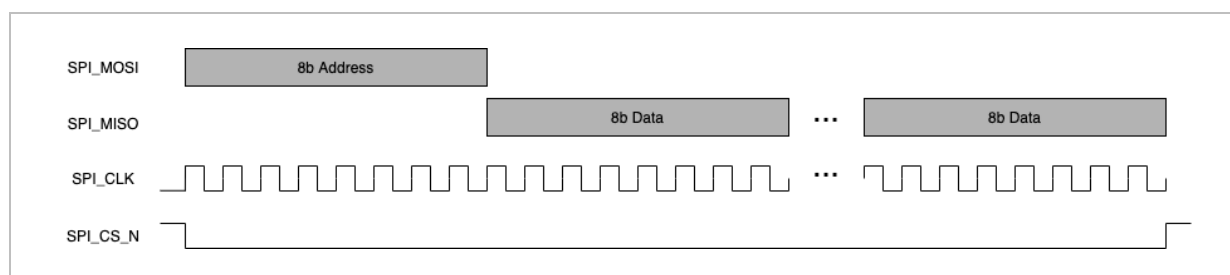 SPI_MOSI 8b Address
SPI_MISO 8b Data ... 8b Data
SPI_CLK ...
SPI_CS_N